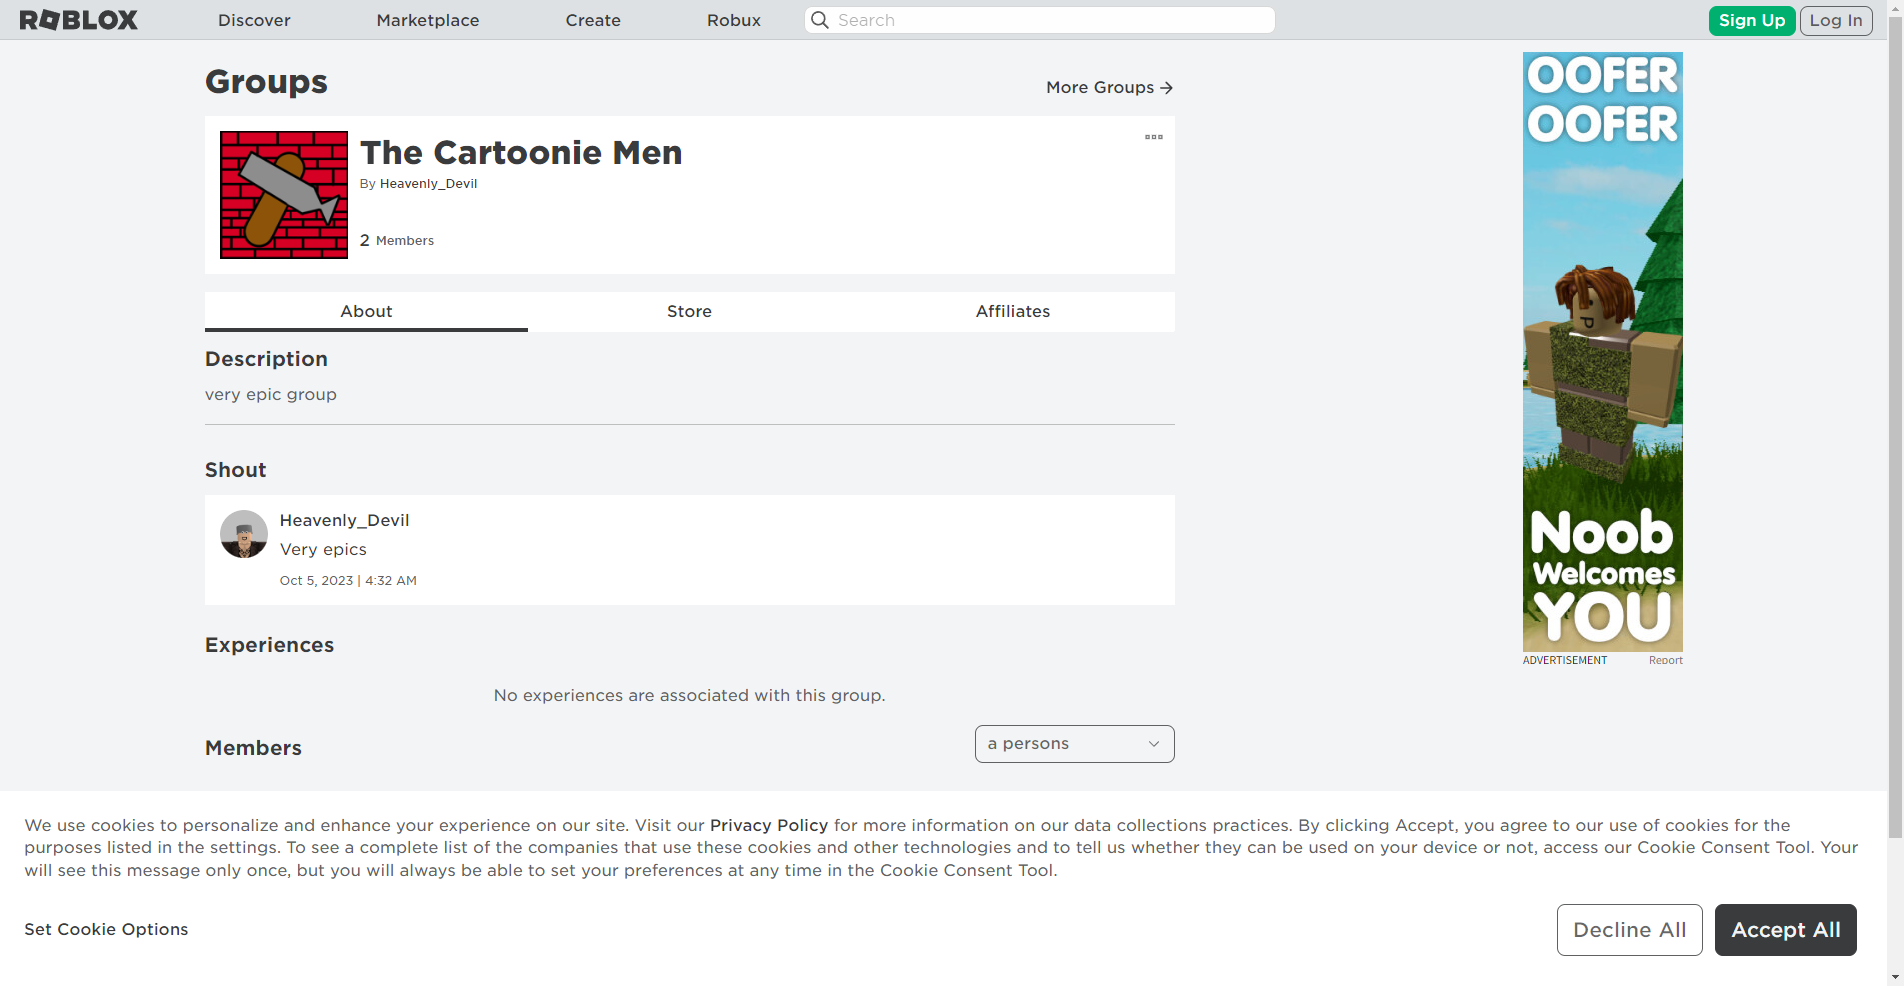 ROBLOX
Discover
Marketplace
Create
Robux
Search
Sign Up
Log In
Groups
More Groups
The Cartoonie Men
By Heavenly_Devil
2 Members
About
Store
Affiliates
Description
very epic group
Shout
Heavenly_Devil
Very epics
Oct 5, 2023 | 4:32 AM
Experiences
No experiences are associated with this group.
Members
a persons
OOFER
OOFER
Noob
Welcomes
YOU
ADVERTISEMENT
Report
We use cookies to personalize and enhance your experience on our site. Visit our Privacy Policy for more information on our data collections practices. By clicking Accept, you agree to our use of cookies for the
purposes listed in the settings. To see a complete list of the companies that use these cookies and other technologies and to tell us whether they can be used on your device or not, access our Cookie Consent Tool. Your
will see this message only once, but you will always be able to set your preferences at any time in the Cookie Consent Tool.
Set Cookie Options
Decline All
Accept All